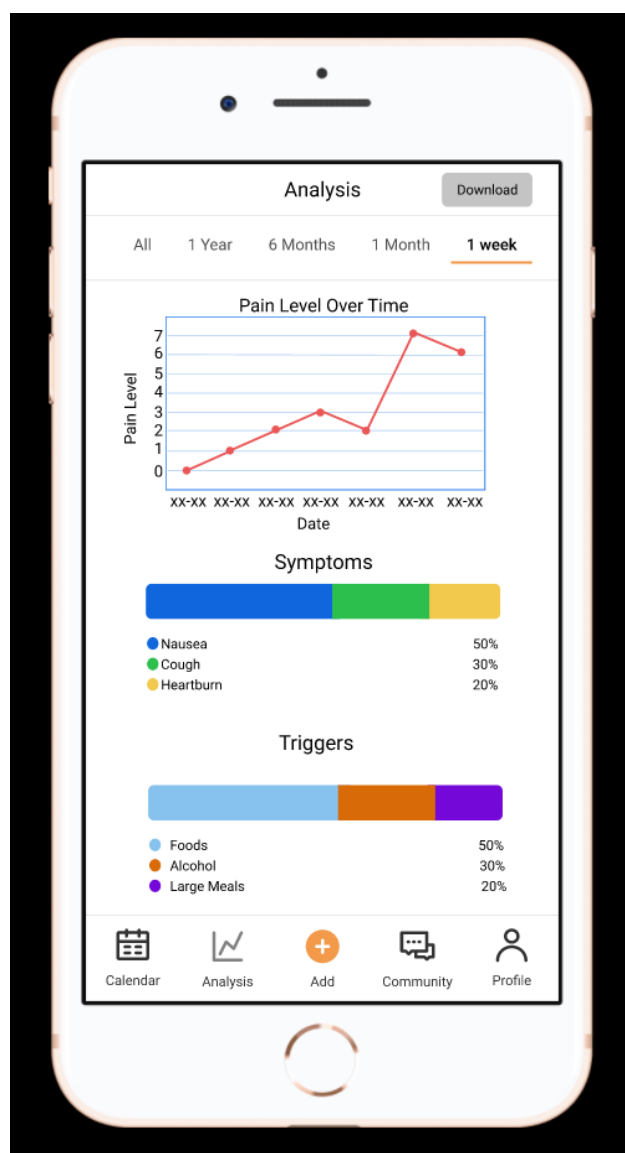 Analysis
Download
All 1 Year 6 Months 1 Month 1 week
Pain Level Over Time
Pain Level
7
6
5
4
3
2
1
0
xx-xx xx-xx xx-xx xx-xx xx-xx xx-xx xx-xx
Date
Symptoms
Nausea 50%
Cough 30%
Heartburn 20%
Triggers
Foods 50%
Alcohol 30%
Large Meals 20%
Calendar Analysis Add Community Profile